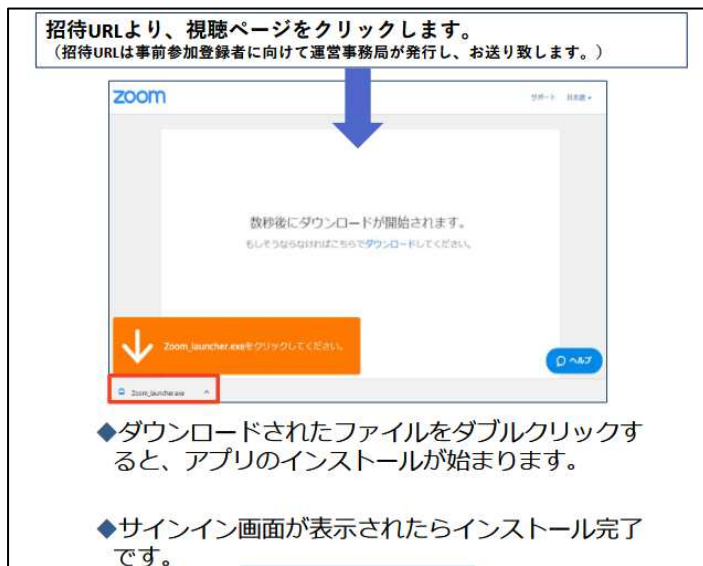 招待URLより、視聴ページをクリックします。
（招待URLは事前参加登録者に向けて運営事務局が発行し、お送り致します。）
zoom
サポート 日本語
数秒後にダウンロードが開始されます。
もしそうならなければこちらでダウンロードしてください。
Zoom_launcher.exeをクリックしてください。
ヘルプ
Zoom_launcher.exe
◆ダウンロードされたファイルをダブルクリックす
ると、アプリのインストールが始まります。
◆サインイン画面が表示されたらインストール完了
です。